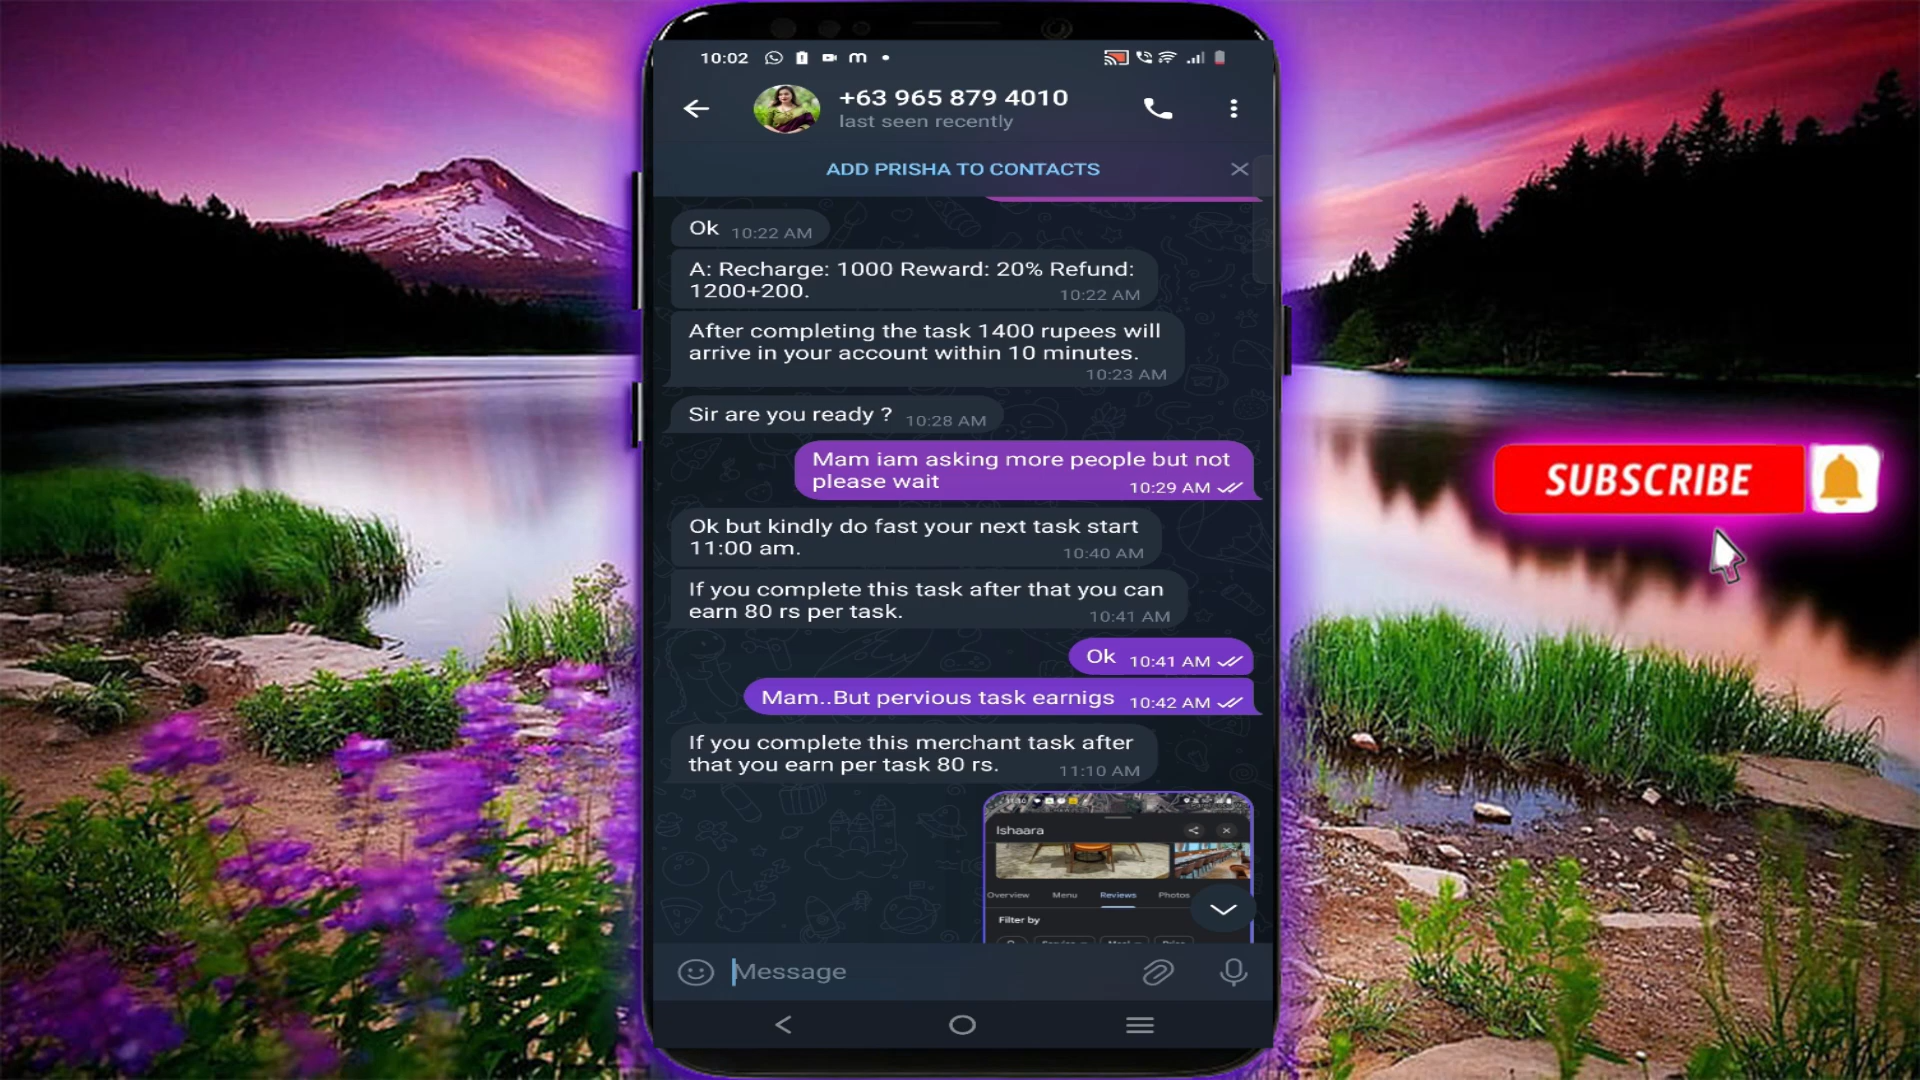 10:02
+63 965 879 4010
last seen recently
ADD PRISHA TO CONTACTS
Ok 10:22 AM
A: Recharge: 1000 Reward: 20% Refund:
1200+200. 10:22 AM
After completing the task 1400 rupees will
arrive in your account within 10 minutes.
10:23 AM
Sir are you ready ? 10:28 AM
Mam iam asking more people but not
please wait 10:29 AM
Ok but kindly do fast your next task start
11:00 am. 10:40 AM
If you complete this task after that you can
earn 80 rs per task. 10:41 AM
Ok 10:41 AM
Mam..But pervious task earnigs 10:42 AM
If you complete this merchant task after
that you earn per task 80 rs. 11:10 AM
Ishaara
Overview Menu Reviews Photos
Filter by
Message
SUBSCRIBE